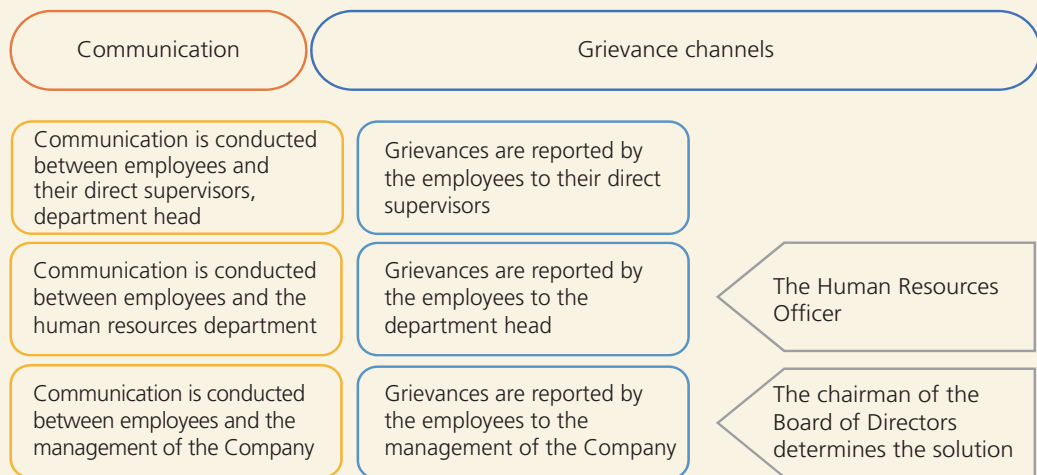 Communication
Grievance channels
Communication is conducted
between employees and
their direct supervisors,
department head
Grievances are reported by
the employees to their direct
supervisors
Communication is conducted
between employees and the
human resources department
Grievances are reported by
the employees to the
department head
The Human Resources
Officer
Communication is conducted
between employees and the
management of the Company
Grievances are reported by
the employees to the
management of the Company
The chairman of the
Board of Directors
determines the solution